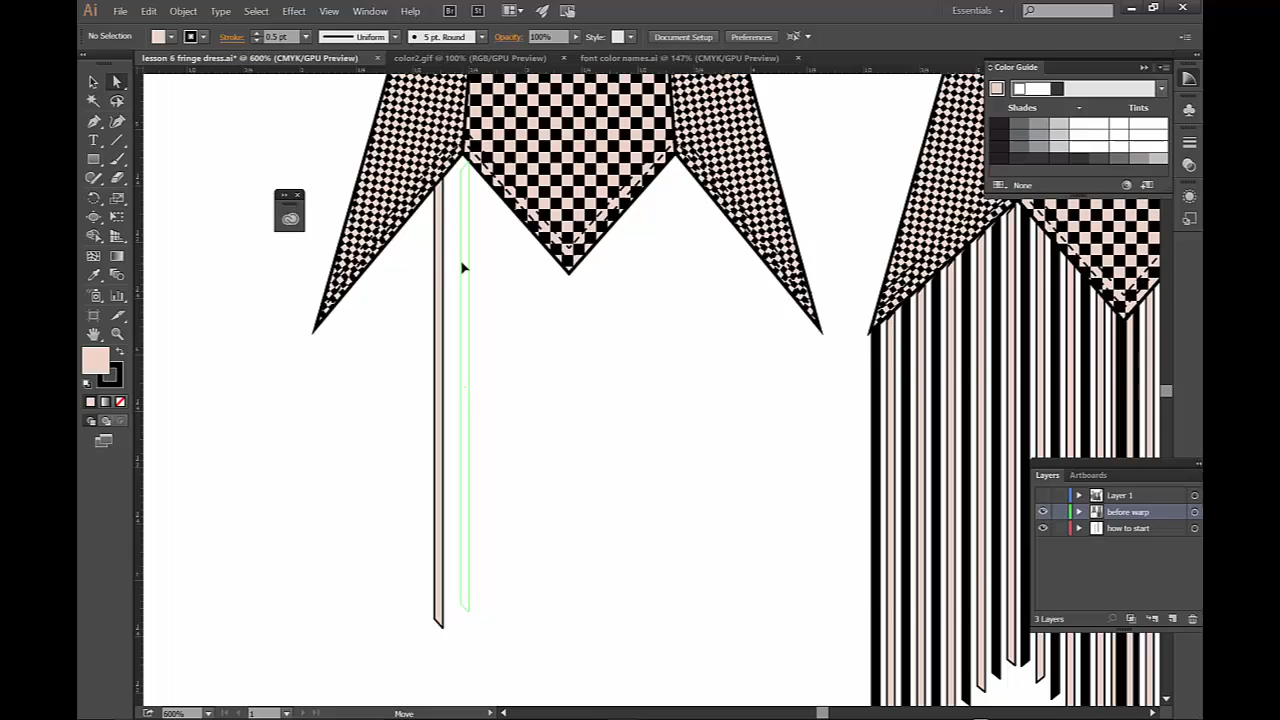 Ai File Edit Object Type Select Effect View Window Help Br St Essentials
No Selection Stroke: 0.5 pt Uniform 5 pt. Round Opacity: 100% Style: Document Setup Preferences
lesson 6 fringe dress.ai* @ 600% (CMYK/GPU Preview) × color2.gif @ 100% (RGB/GPU Preview) × font color names.ai @ 147% (CMYK/GPU Preview) ×
Color Guide
Shades Tints
None
Layers Artboards
Layer 1
before warp
how to start
3 Layers
600% 1 Move